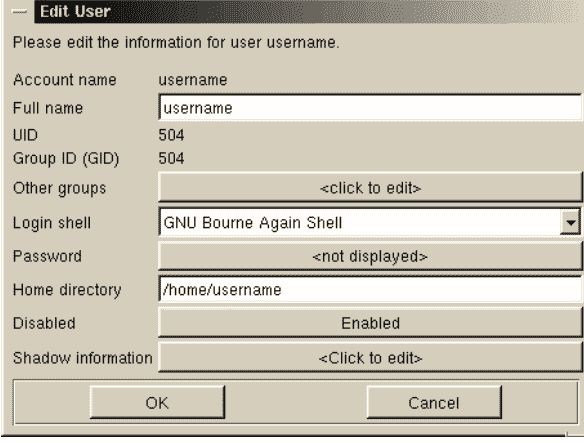 Edit User
Please edit the information for user username.
Account name username
Full name username
UID 504
Group ID (GID) 504
Other groups <click to edit>
Login shell GNU Bourne Again Shell
Password <not displayed>
Home directory /home/username
Disabled Enabled
Shadow information <Click to edit>
OK Cancel